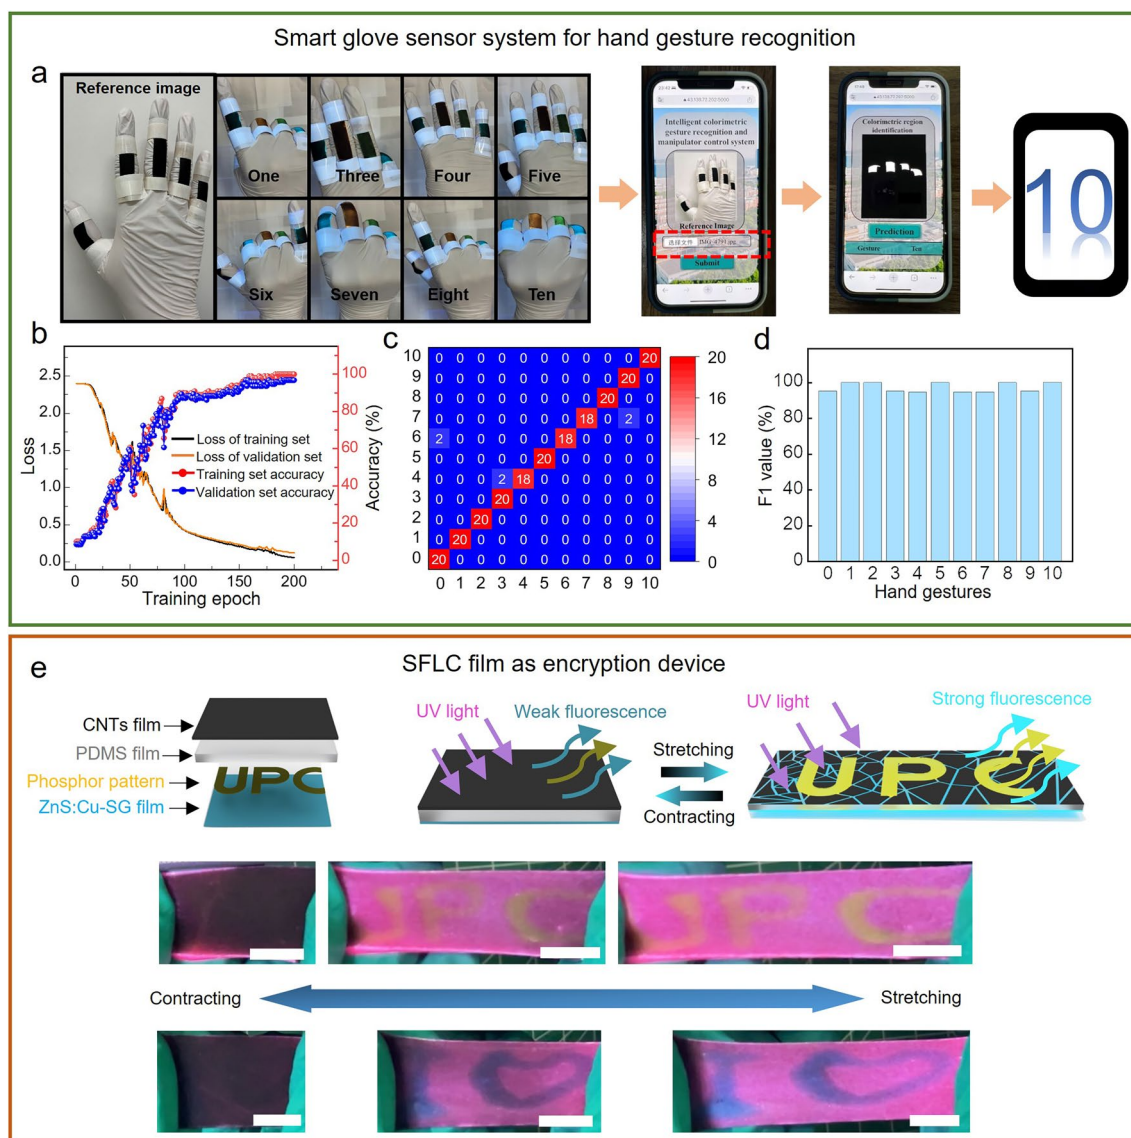 Smart glove sensor system for hand gesture recognition
a
Reference image
One
Three
Four
Five
Six
Seven
Eight
Ten
Intelligent colorimetric
gesture recognition and
manipulator control system
Reference Image
选择文件
Submit
Colorimetric region
identification
Prediction
Gesture Ten
10
b
Loss
2.5
2.0
1.5
1.0
0.5
0.0
Loss of training set
Loss of validation set
Training set accuracy
Validation set accuracy
100
80
60
40
20
0
Accuracy (%)
0 50 100 150 200
Training epoch
c
10 0 0 0 0 0 0 0 0 0 0 20
9 0 0 0 0 0 0 0 0 0 20 0
8 0 0 0 0 0 0 0 0 20 0 0
7 0 0 0 0 0 0 0 18 0 2 0
6 2 0 0 0 0 0 18 0 0 0 0
5 0 0 0 0 0 20 0 0 0 0 0
4 0 0 0 2 18 0 0 0 0 0 0
3 0 0 0 20 0 0 0 0 0 0 0
2 0 0 20 0 0 0 0 0 0 0 0
1 0 20 0 0 0 0 0 0 0 0 0
0 20 0 0 0 0 0 0 0 0 0 0
0 1 2 3 4 5 6 7 8 9 10
20
16
12
8
4
0
d
F1 value (%)
100
80
60
40
20
0
0 1 2 3 4 5 6 7 8 9 10
Hand gestures
e
SFLC film as encryption device
CNTs film
PDMS film
Phosphor pattern
ZnS:Cu-SG film
UPC
UV light
Weak fluorescence
Stretching
Contracting
UV light
Strong fluorescence
UPC
UPC
UPC
Contracting
Stretching